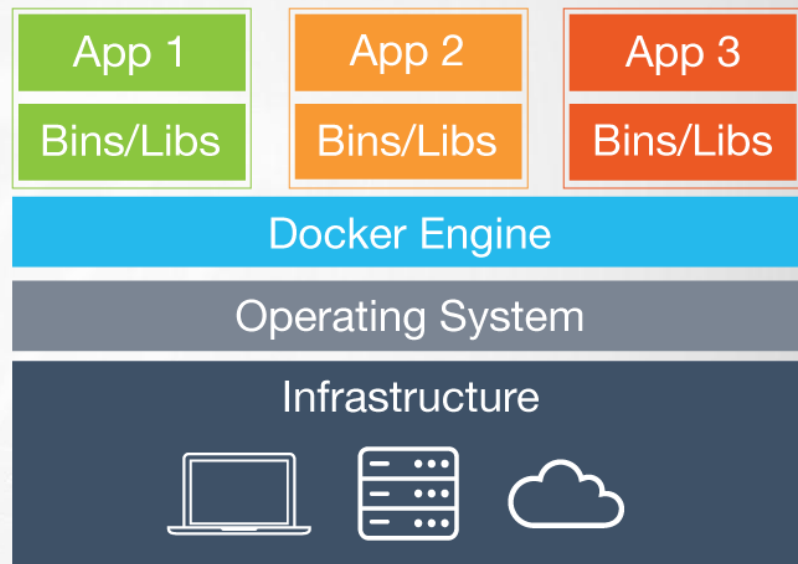 App 1
App 2
App 3
Bins/Libs
Bins/Libs
Bins/Libs
Docker Engine
Operating System
Infrastructure